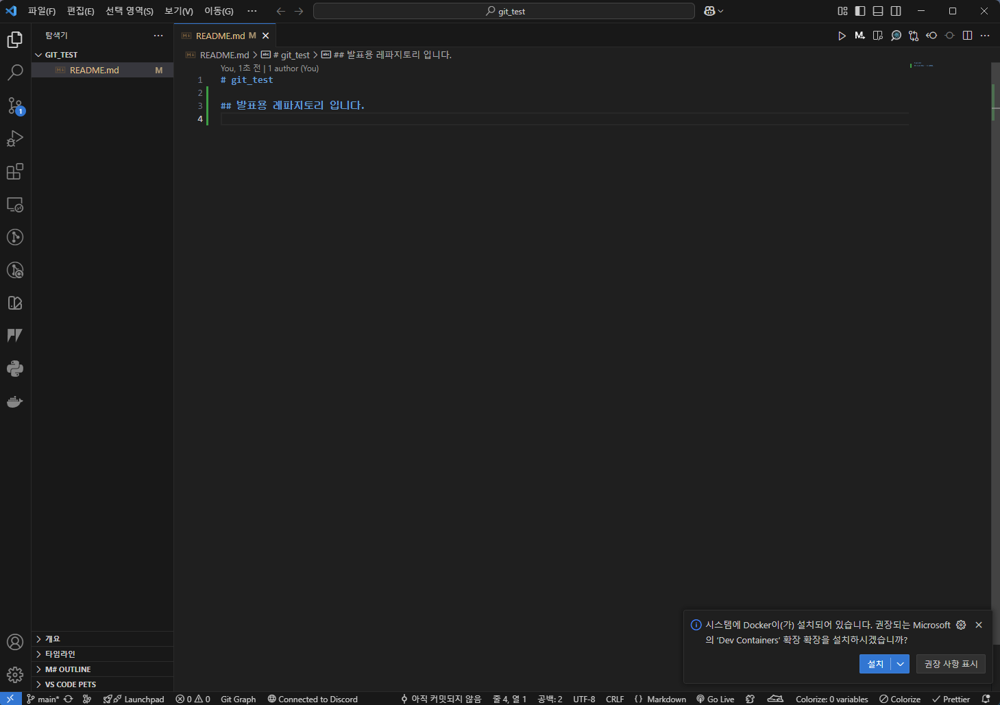 파일(F) 편집(E) 선택 영역(S) 보기(V) 이동(G) ··· git_test
탐색기 ···
README.md M
GIT_TEST
README.md M
README.md > # git_test > ## 발표용 레파지토리 입니다.
You, 1초 전 | 1 author (You)
1 # git_test
2
3 ## 발표용 레파지토리 입니다.
4
1
시스템에 Docker이(가) 설치되어 있습니다. 권장되는 Microsoft
의 'Dev Containers' 확장 확장을 설치하시겠습니까?
설치 권장 사항 표시
개요
타임라인
M# OUTLINE
VS CODE PETS
main* Launchpad 0 0 Git Graph Connected to Discord 아직 커밋되지 않음 줄 4, 열 1 공백: 2 UTF-8 CRLF { } Markdown Go Live Colorize: 0 variables Colorize Prettier